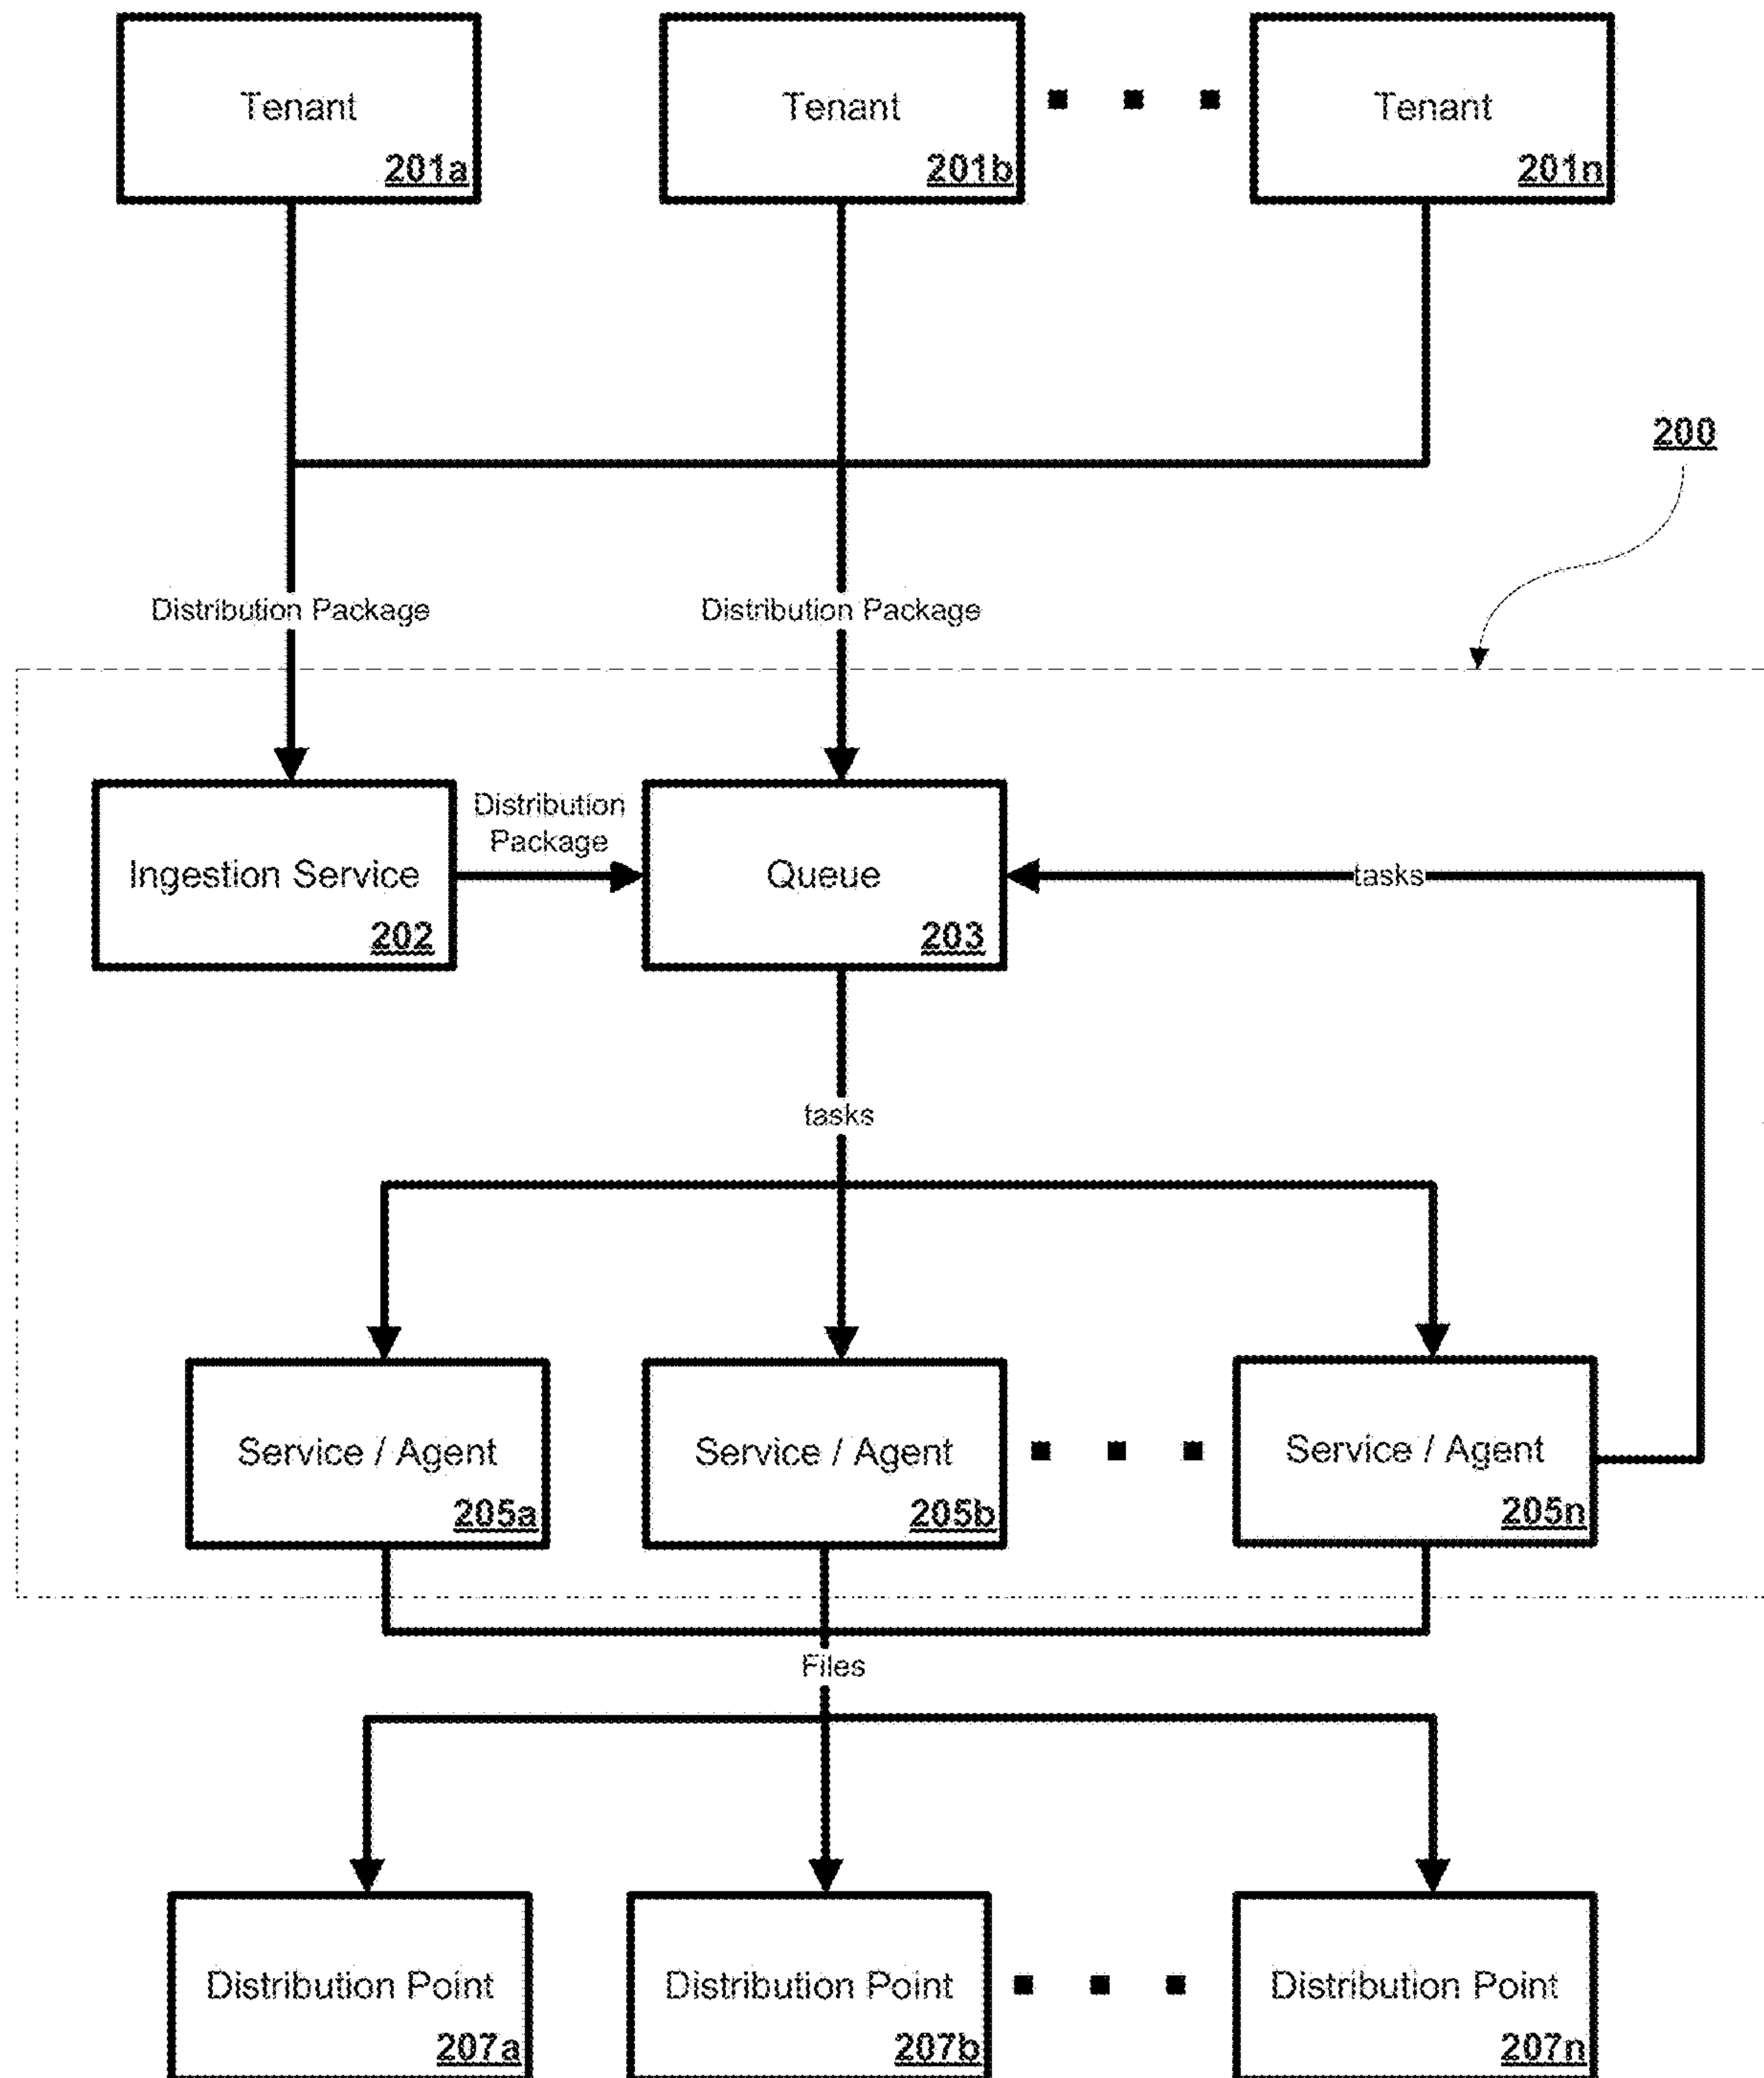 Tenant
201a
Tenant
201b
Tenant
201n
200
Distribution Package
Distribution Package
Ingestion Service
202
Distribution
Package
Queue
203
tasks
tasks
Service / Agent
205a
Service / Agent
205b
Service / Agent
205n
Files
Distribution Point
207a
Distribution Point
207b
Distribution Point
207n